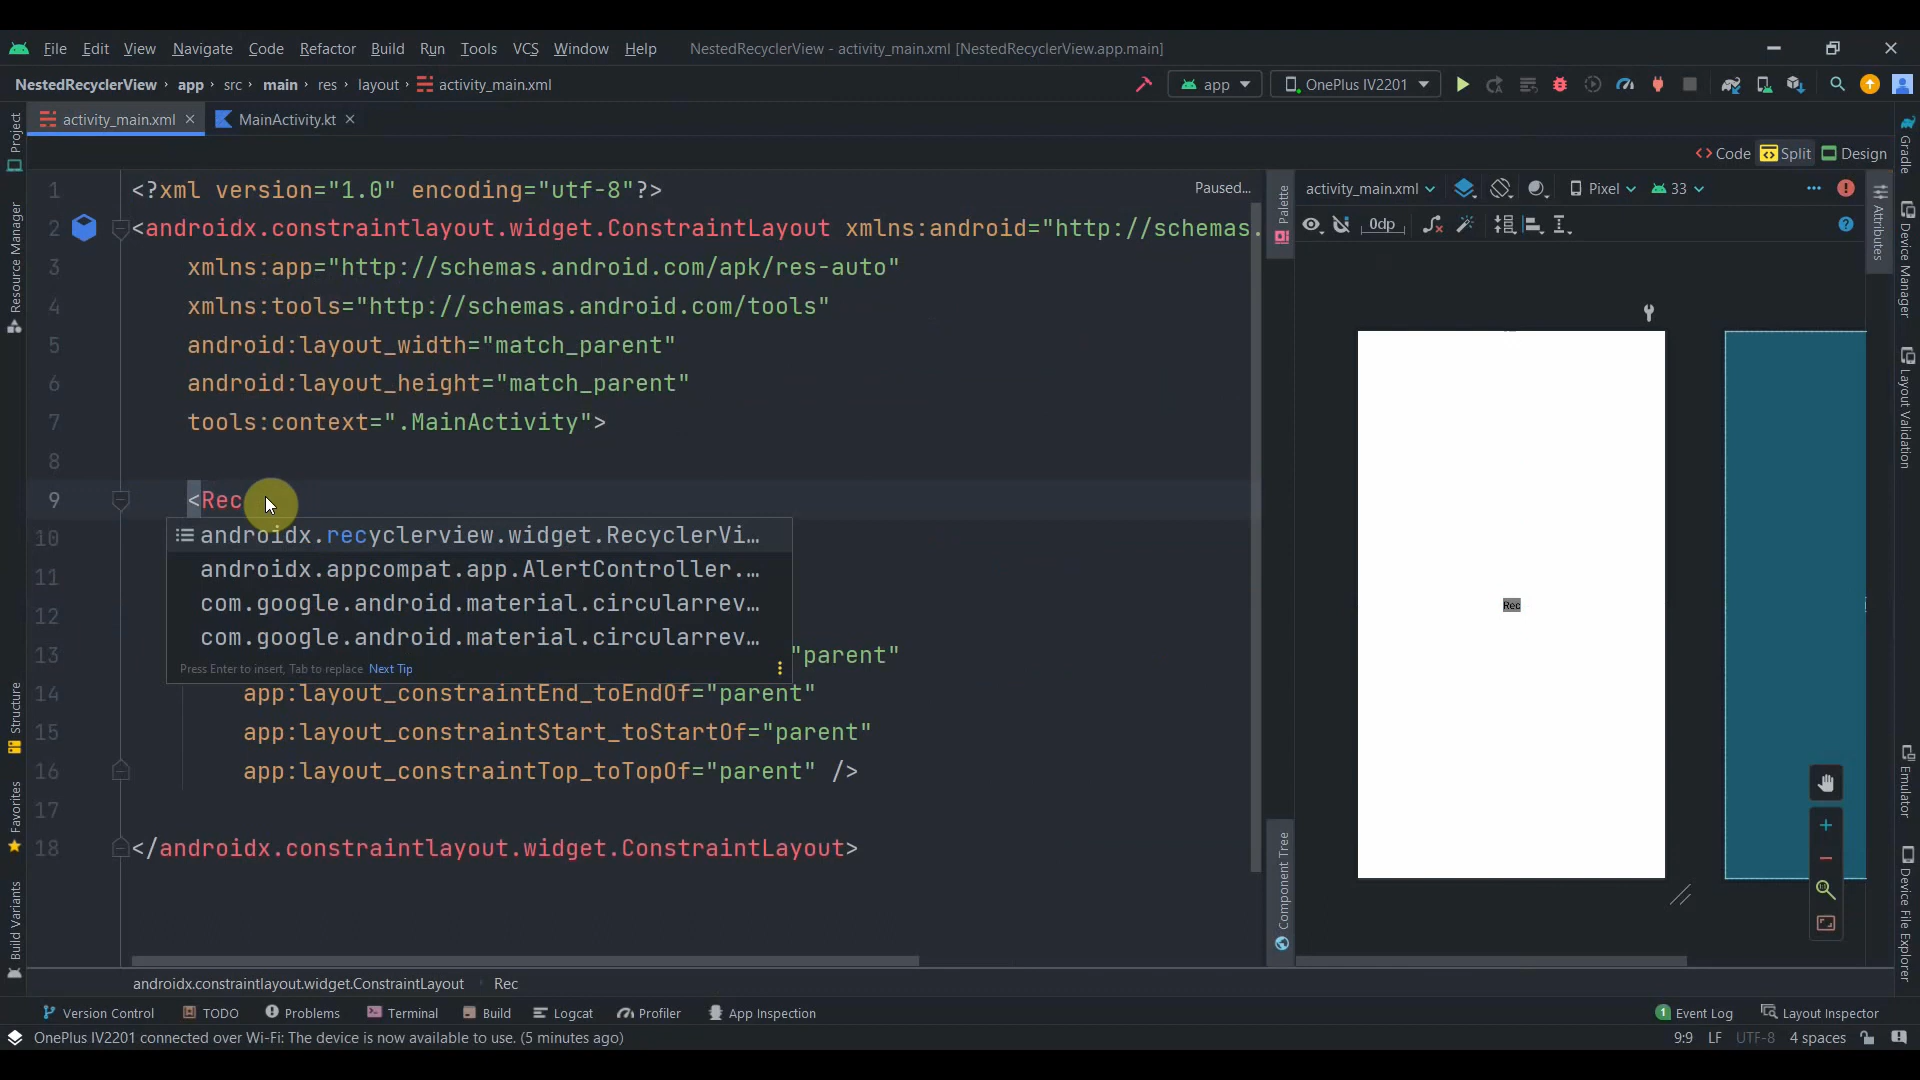 File Edit View Navigate Code Refactor Build Run Tools VCS Window Help NestedRecyclerView - activity_main.xml [NestedRecyclerView.app.main]
NestedRecyclerView › app › src › main › res › layout › activity_main.xml app OnePlus IV2201
activity_main.xml MainActivity.kt
Code Split Design
Project
Resource Manager
Structure
Favorites
Build Variants
1 <?xml version="1.0" encoding="utf-8"?> Paused...
2 <androidx.constraintlayout.widget.ConstraintLayout xmlns:android="http://schemas.
3 xmlns:app="http://schemas.android.com/apk/res-auto"
4 xmlns:tools="http://schemas.android.com/tools"
5 android:layout_width="match_parent"
6 android:layout_height="match_parent"
7 tools:context=".MainActivity">
8
9 <Rec
10 androidx.recyclerview.widget.RecyclerVi…
11 androidx.appcompat.app.AlertController.…
12 com.google.android.material.circularrev…
com.google.android.material.circularrev…
13 "parent"
Press Enter to insert, Tab to replace Next Tip
14 app:layout_constraintEnd_toEndOf="parent"
15 app:layout_constraintStart_toStartOf="parent"
16 app:layout_constraintTop_toTopOf="parent" />
17
18 </androidx.constraintlayout.widget.ConstraintLayout>
Palette
Component Tree
activity_main.xml Pixel 33
0dp
Rec
Attributes
Gradle
Device Manager
Layout Validation
Emulator
Device File Explorer
androidx.constraintlayout.widget.ConstraintLayout › Rec
Version Control TODO Problems Terminal Build Logcat Profiler App Inspection 1 Event Log Layout Inspector
OnePlus IV2201 connected over Wi-Fi: The device is now available to use. (5 minutes ago) 9:9 LF UTF-8 4 spaces